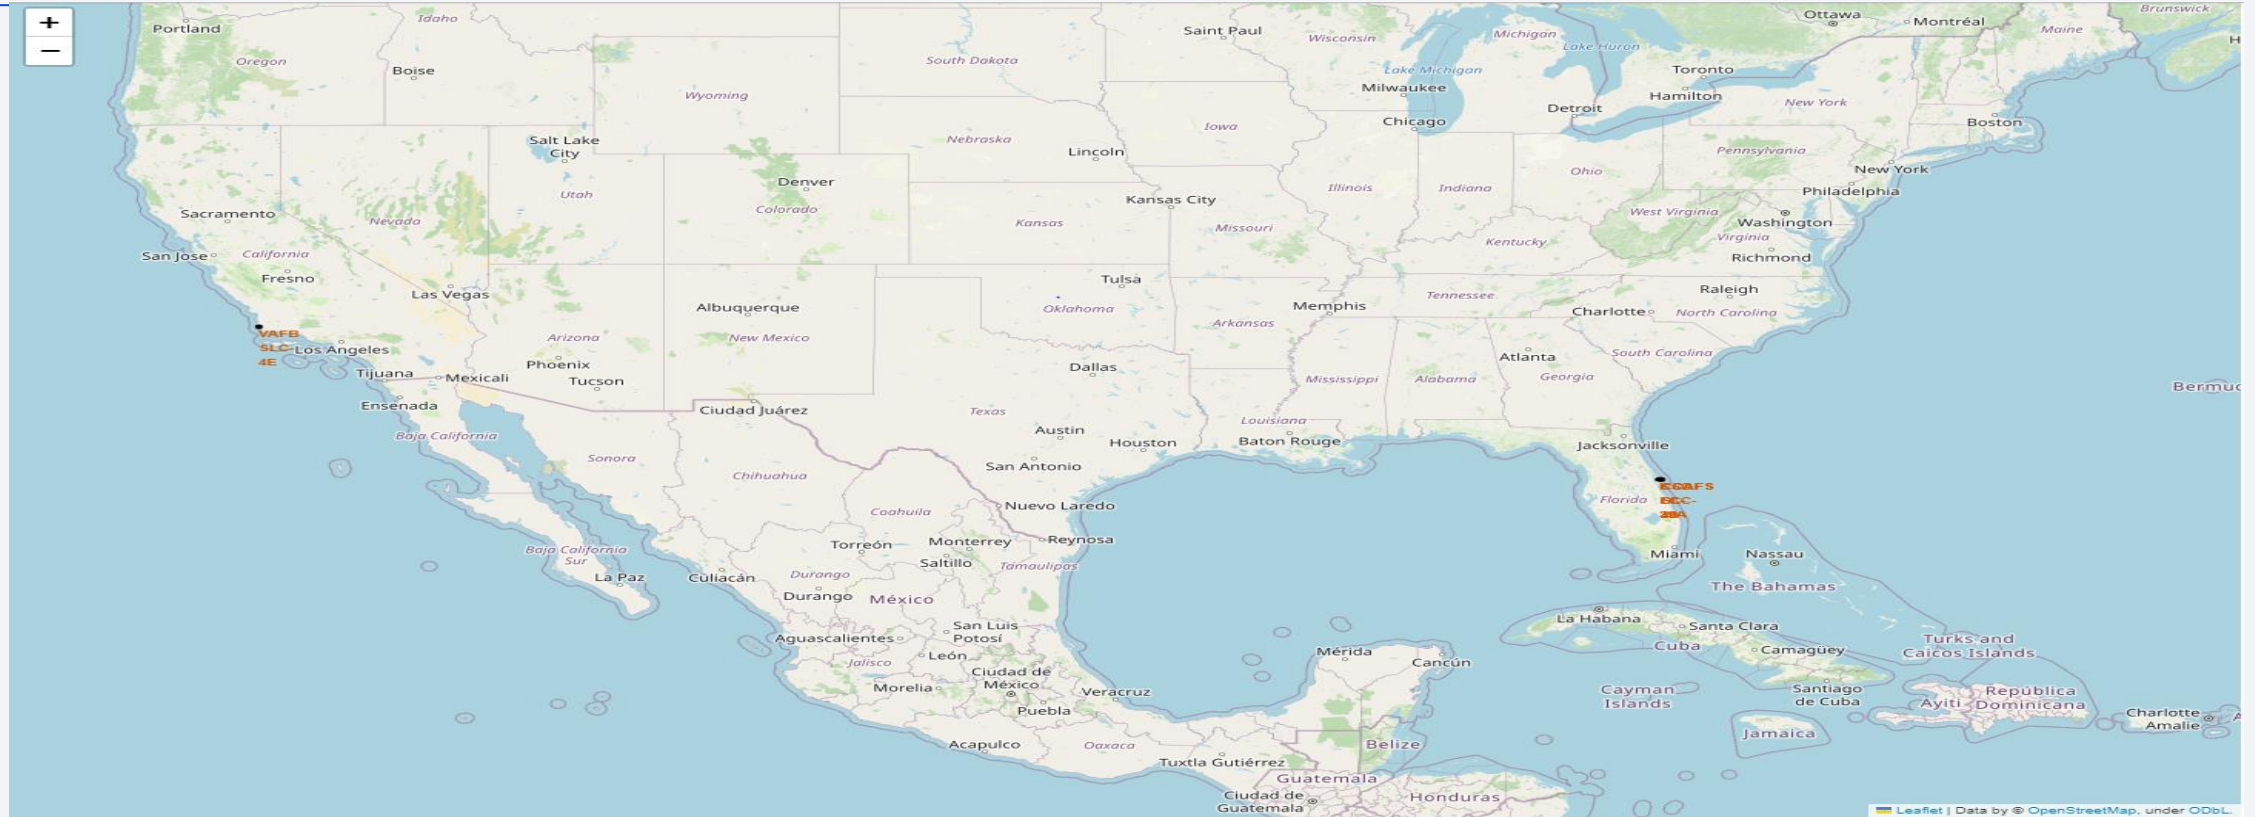 +
−
Portland
Idaho
Oregon
Boise
Wyoming
South Dakota
Saint Paul
Wisconsin
Michigan
Lake Huron
Ottawa
Montréal
Maine
Brunswick
Toronto
Hamilton
Lake Michigan
Milwaukee
Detroit
Chicago
New York
Boston
Salt Lake
City
Nebraska
Iowa
Lincoln
Pennsylvania
New York
Philadelphia
Denver
Utah
Colorado
Kansas City
Illinois
Indiana
Ohio
Sacramento
Nevada
Kansas
Missouri
West Virginia
Washington
Virginia
Kentucky
San Jose
California
Fresno
Richmond
Las Vegas
Tulsa
Raleigh
Albuquerque
Oklahoma
Memphis
Tennessee
Charlotte
North Carolina
Arkansas
VAFB
SLC-
4E
Los Angeles
Arizona
New Mexico
Phoenix
Tucson
Dallas
Atlanta
South Carolina
Tijuana
Mexicali
Mississippi
Alabama
Georgia
Ensenada
Ciudad Juárez
Texas
Louisiana
Baja California
Austin
Houston
Baton Rouge
Jacksonville
Sonora
Chihuahua
San Antonio
Florida
Nuevo Laredo
Coahuila
Torreón
Monterrey
Reynosa
Saltillo
Tamaulipas
Miami
Nassau
The Bahamas
Baja California
Sur
La Paz
Culiacán
Durango
Durango
México
La Habana
Santa Clara
Cuba
Camagüey
Turks and
Caicos Islands
Aguascalientes
San Luis
Potosí
Jalisco
León
Mérida
Cancún
Ciudad de
México
Morelia
Veracruz
Puebla
Cayman
Islands
Santiago
de Cuba
Ayiti
República
Dominicana
Charlotte
Amalie
Jamaica
Acapulco
Oaxaca
Belize
Tuxtla Gutiérrez
Guatemala
Ciudad de
Guatemala
Honduras
Leaflet | Data by © OpenStreetMap, under ODbL.